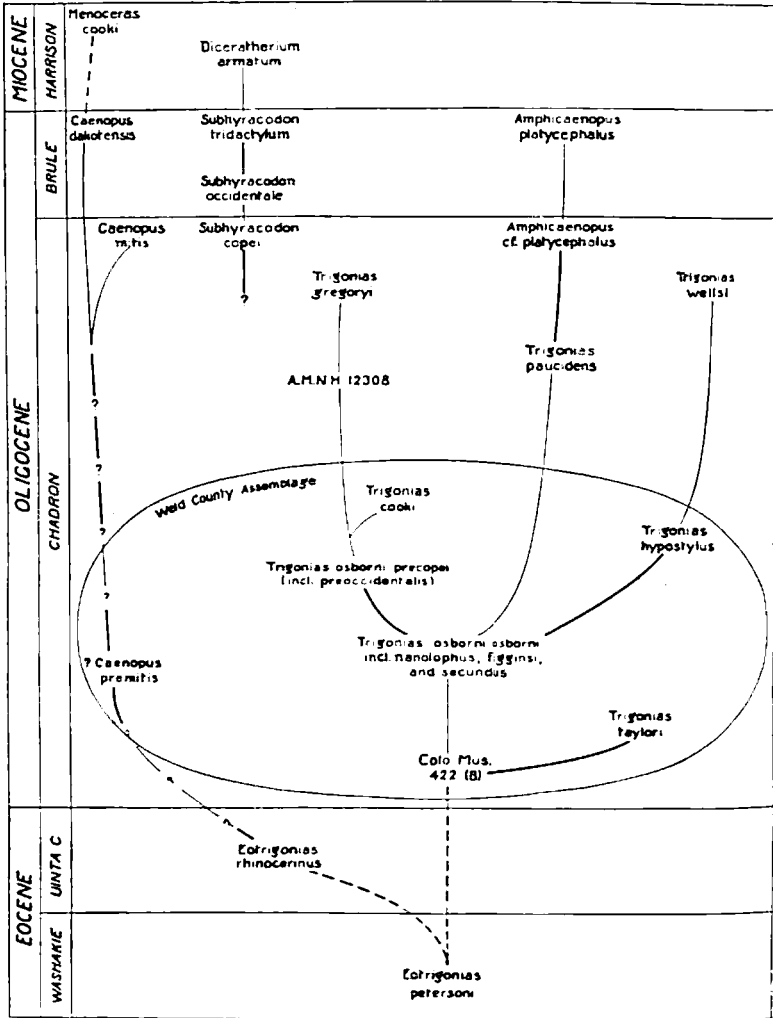 MIOCENE
HARRISON
Menoceras
cooki
Diceratherium
armatum
OLIGOCENE
BRULE
Caenopus
dakotensis
Subhyracodon
tridactylum
Amphicaenopus
platycephalus
Subhyracodon
occidentale
CHADRON
Caenopus
mitis
Subhyracodon
copei
Amphicaenopus
cf. platycephalus
?
Trigonias
gregoryi
Trigonias
wellsi
Trigonias
paucidens
A.M.N.H. 12308
?
?
?
?
Weld County Assemblage
Trigonias
cooki
Trigonias
hypostylus
Trigonias osborni precopei
(incl. preoccidentalis)
Trigonias osborni osborni
incl. nanolophus, figginsi,
and secundus
? Caenopus
premitis
Trigonias
taylori
Colo Mus.
422 (8)
EOCENE
UINTA C
Eotrigonias
rhinocerinus
WASHAKIE
Eotrigonias
petersoni